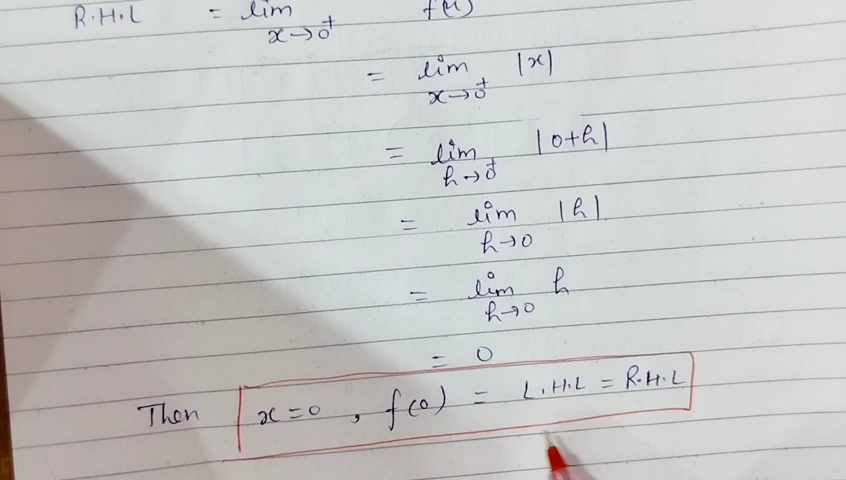 R.H.L = lim x→0⁺ f(x)
= lim x→0⁺ |x|
= lim h→0⁺ |0+h|
= lim h→0 |h|
= lim h→0 h
= 0
Then x=0, f(0) = L.H.L = R.H.L